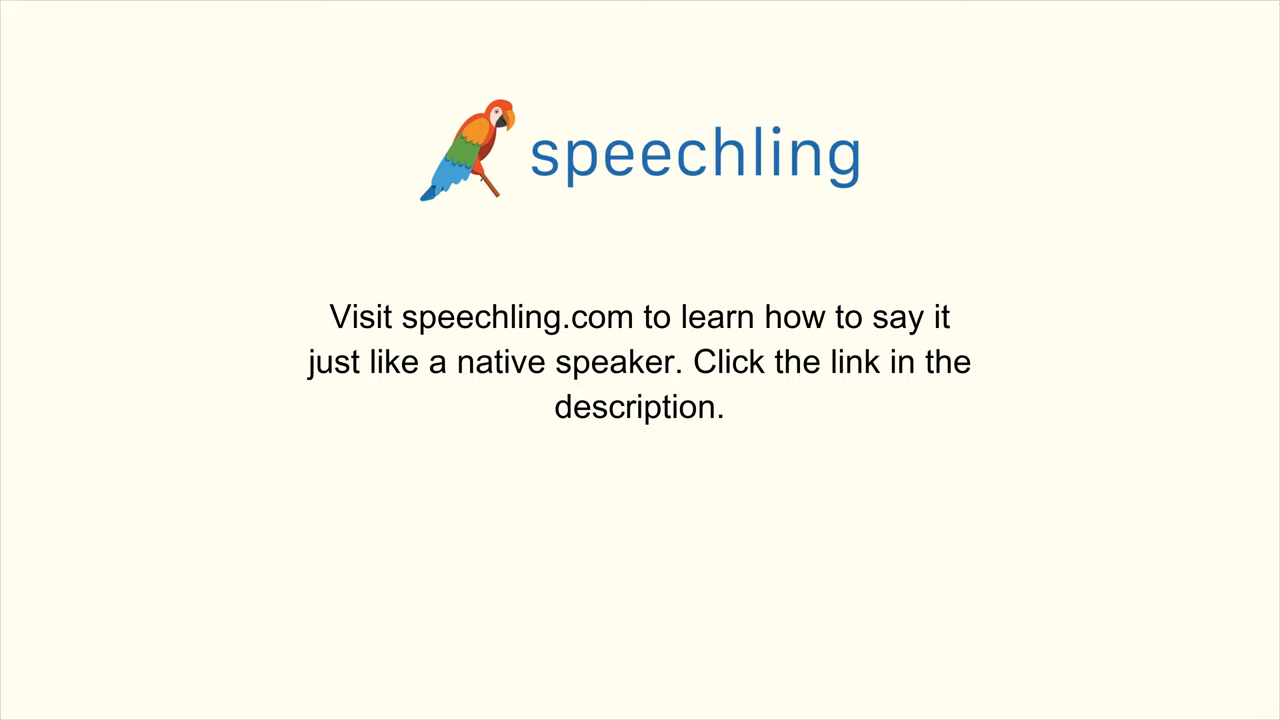 speechling
Visit speechling.com to learn how to say it
just like a native speaker. Click the link in the
description.